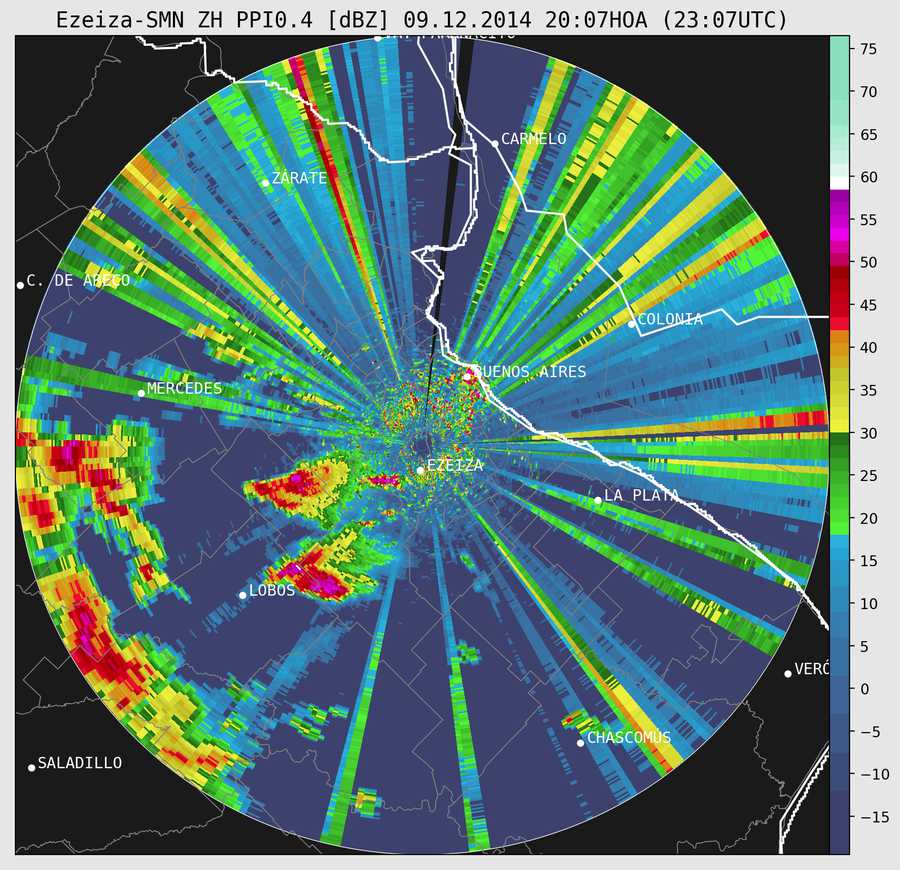 Ezeiza-SMN ZH PPI0.4 [dBZ] 09.12.2014 20:07HOA (23:07UTC)
CARMELO
ZÁRATE
C. DE ARECO
COLONIA
BUENOS AIRES
MERCEDES
EZEIZA
LA PLATA
LOBOS
VERÓ
CHASCOMUS
SALADILLO
75
70
65
60
55
50
45
40
35
30
25
20
15
10
5
0
−5
−10
−15